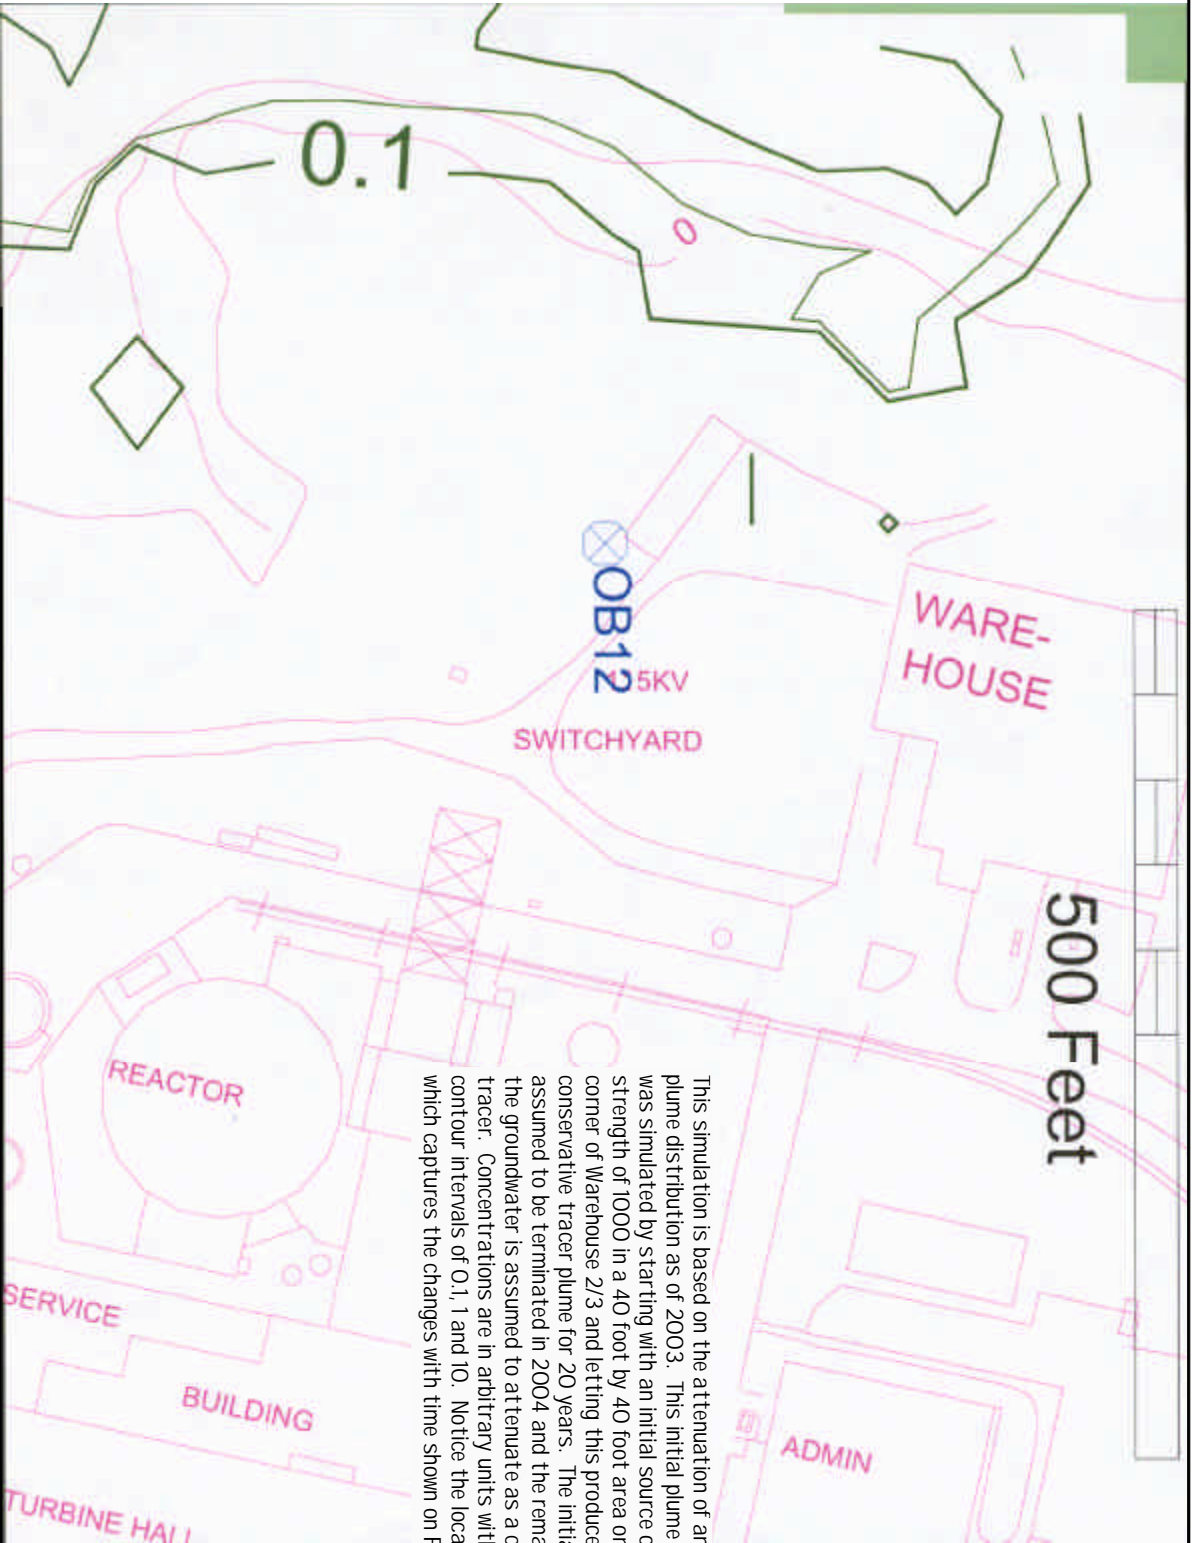 0.1
0
OB12
5KV
SWITCHYARD
WARE-
HOUSE
500 Feet
REACTOR
SERVICE
BUILDING
TURBINE HALL
ADMIN
This simulation is based on the attenuation of an
plume distribution as of 2003. This initial plume
was simulated by starting with an initial source
strength of 1000 in a 40 foot by 40 foot area
corner of Warehouse 2/3 and letting this produce
conservative tracer plume for 20 years. The
assumed to be terminated in 2004 and the
the groundwater is assumed to attenuate as a
tracer. Concentrations are in arbitrary units
contour intervals of 0.1, 1 and 10. Notice the
which captures the changes with time shown on